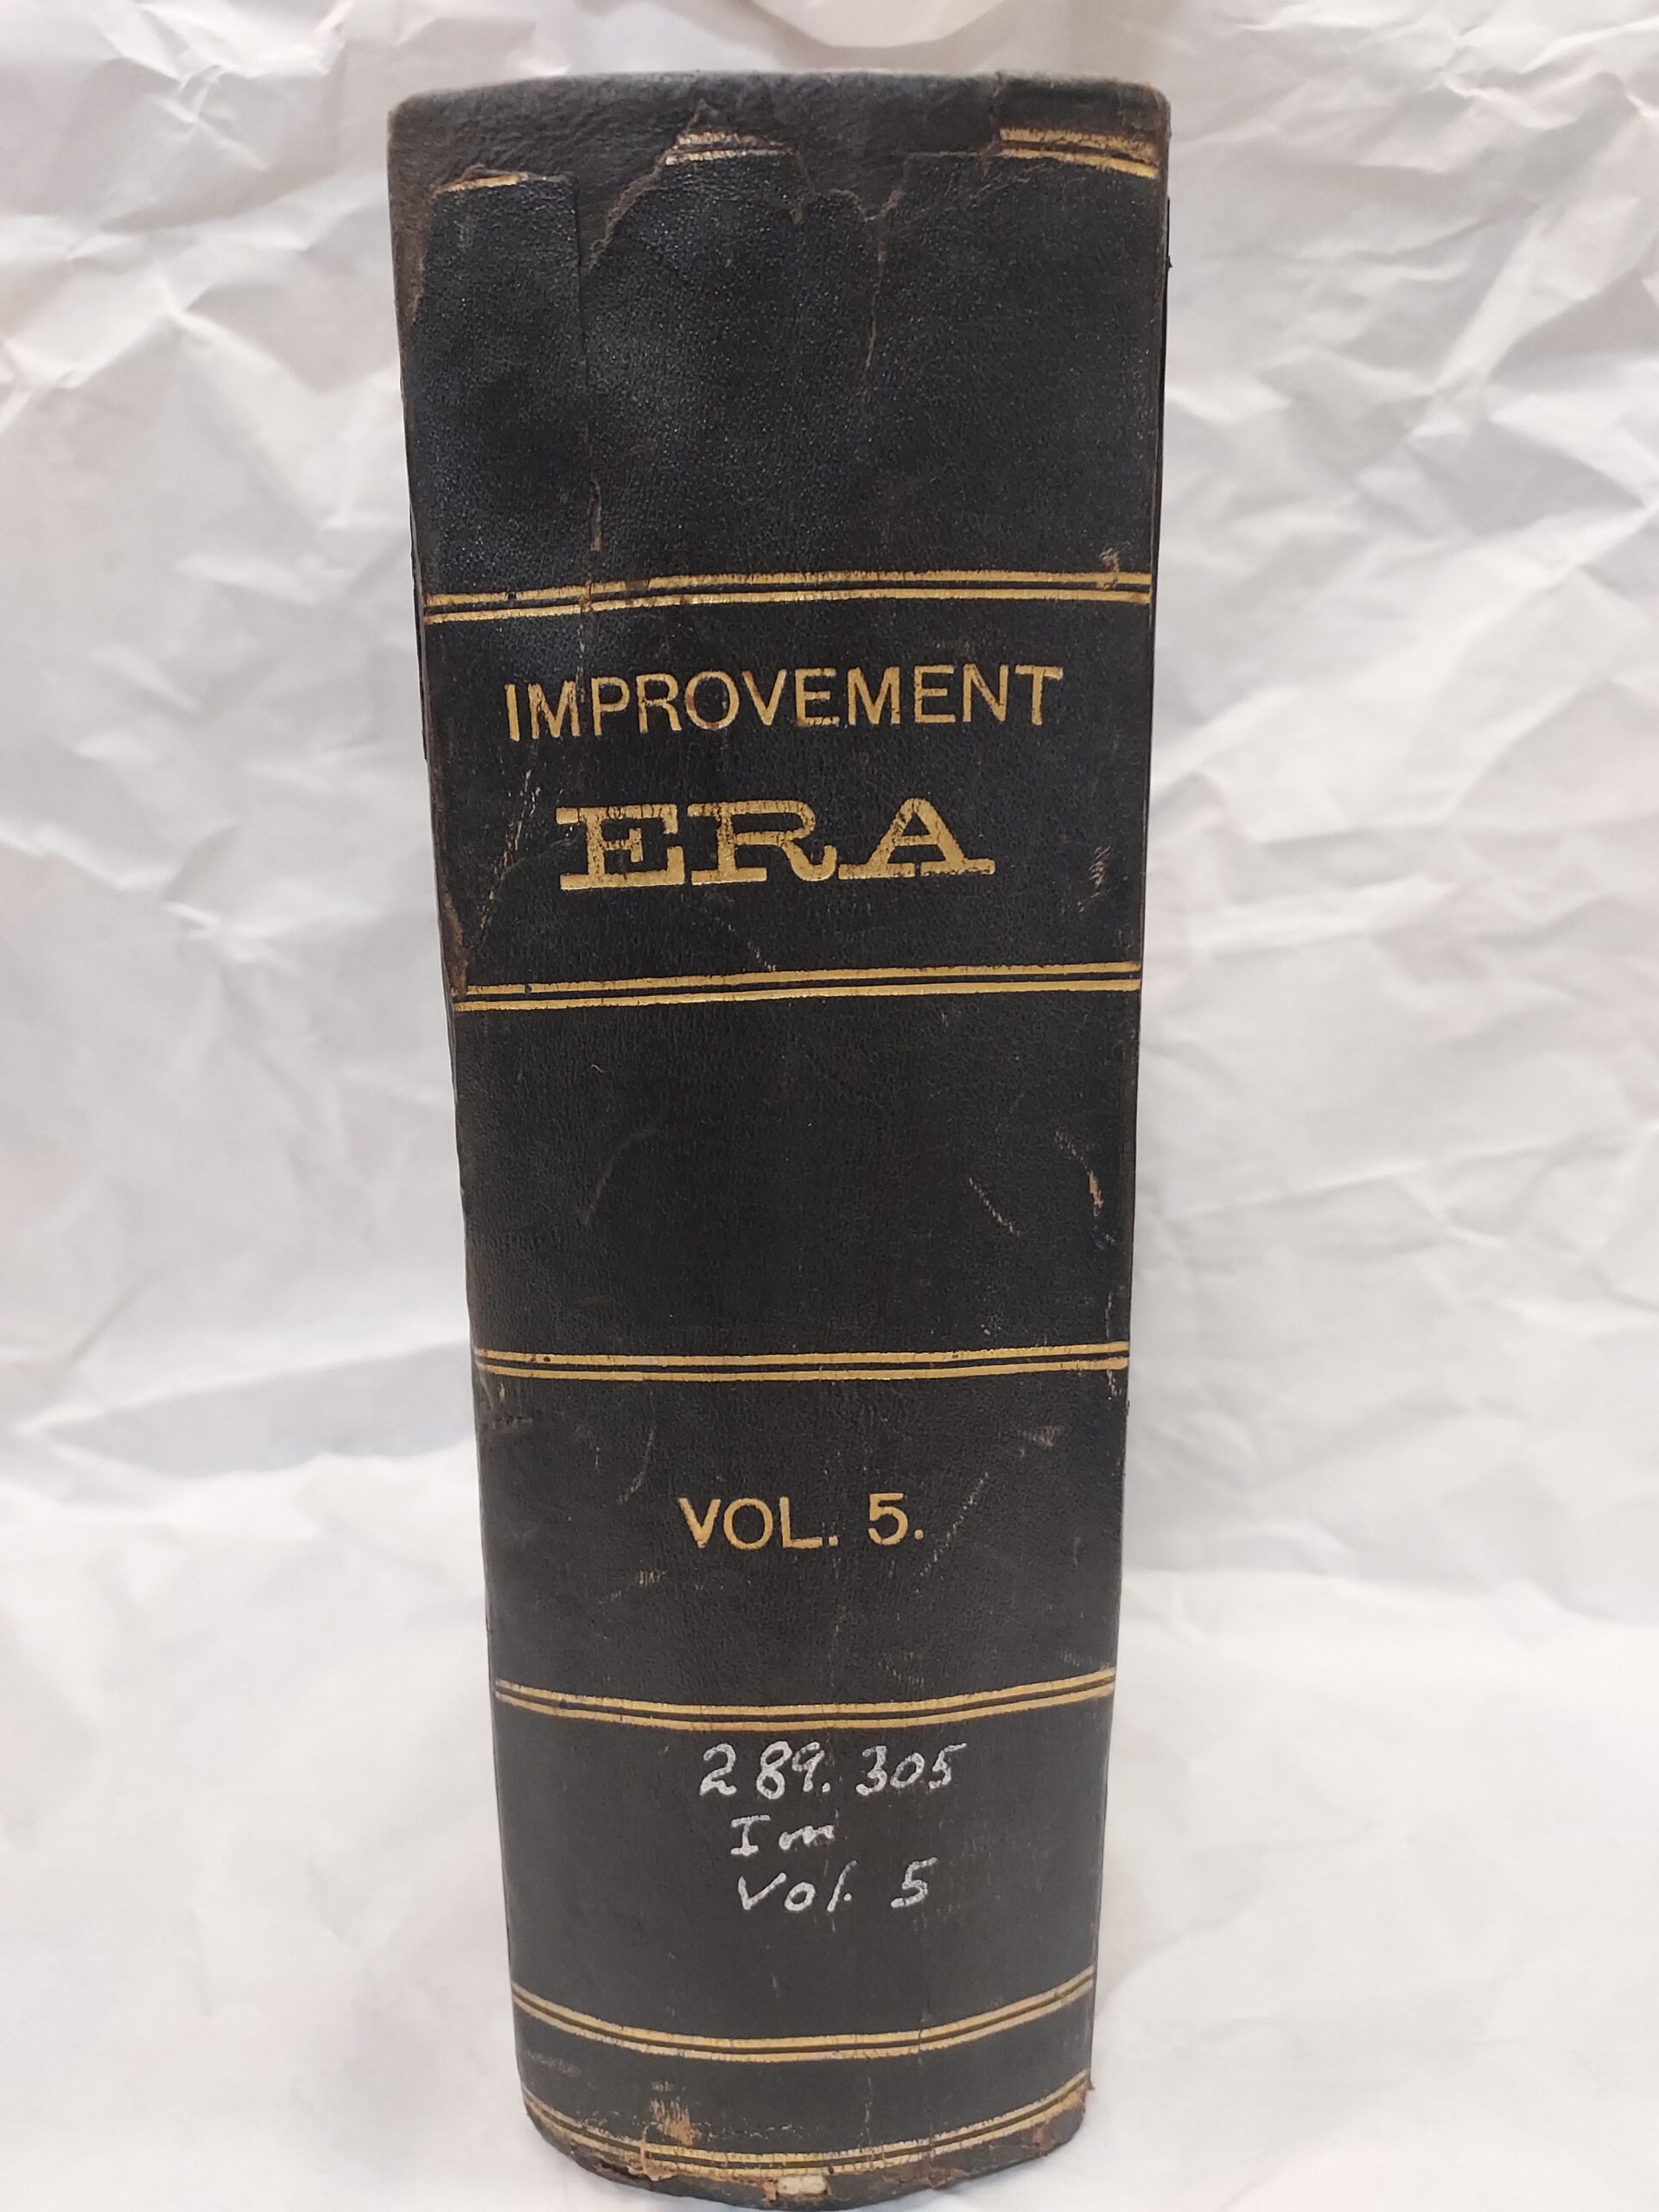 IMPROVEMENT
ERA
VOL. 5.
289.305
Im
Vol. 5